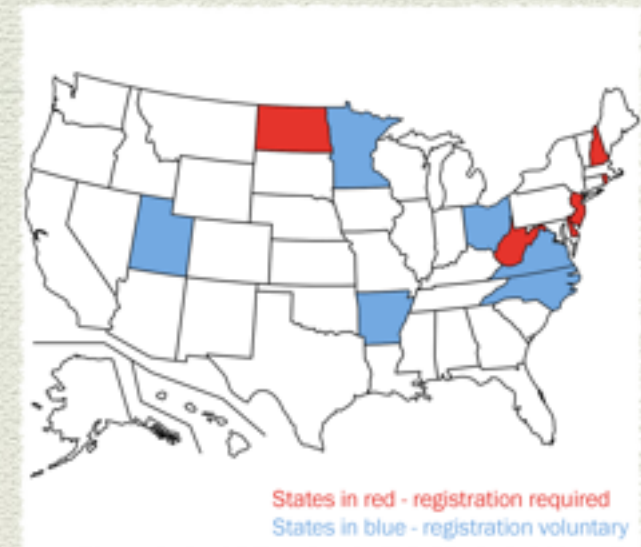 States in red - registration required
States in blue - registration voluntary